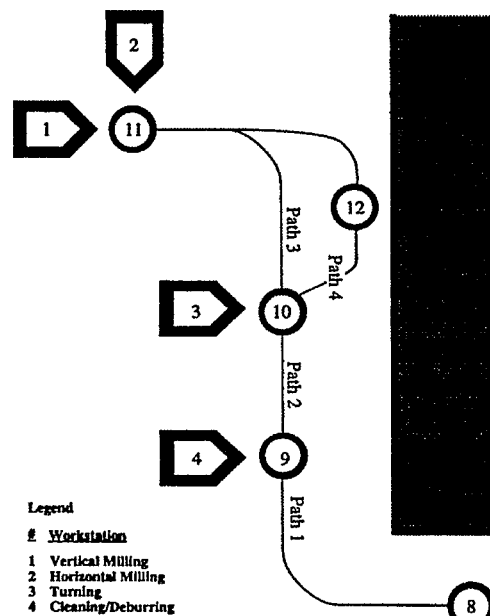 2
1
11
12
Path 3
Path 4
3
10
Path 2
4
9
Path 1
8
Legend
# Workstation
1 Vertical Milling
2 Horizontal Milling
3 Turning
4 Cleaning/Deburring